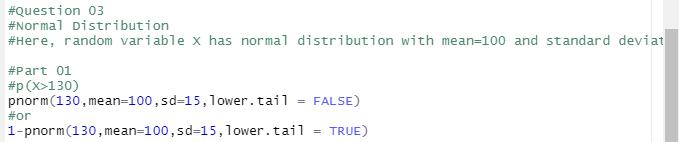 #Question 03
#Normal Distribution
#Here, random variable X has normal distribution with mean=100 and standard deviat
#Part 01
#p(X>130)
pnorm(130,mean=100,sd=15,lower.tail = FALSE)
#or
1-pnorm(130,mean=100,sd=15,lower.tail = TRUE)